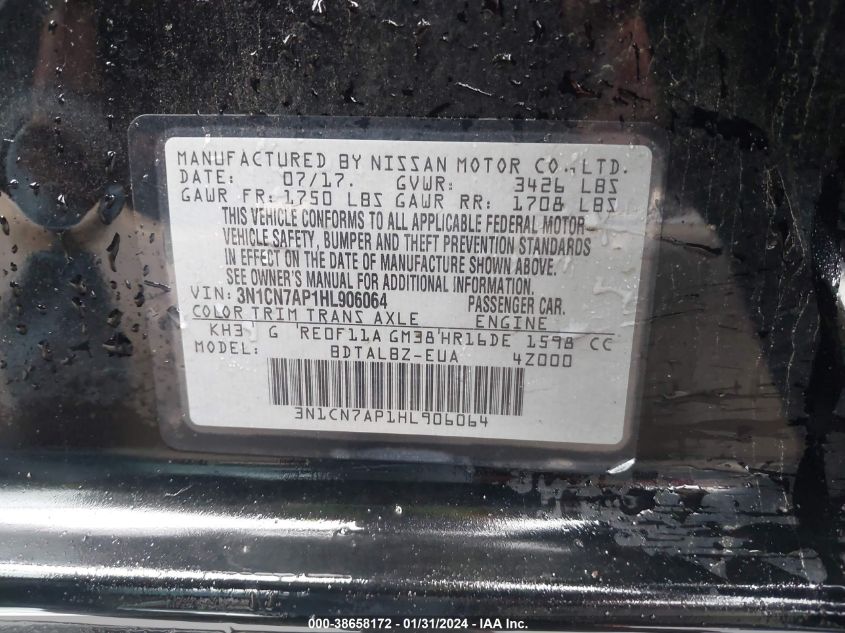 MANUFACTURED BY NISSAN MOTOR CO.,LTD.
DATE: 07/17. GVWR: 3426 LBS
GAWR FR: 1750 LBS GAWR RR: 1708 LBS
THIS VEHICLE CONFORMS TO ALL APPLICABLE FEDERAL MOTOR
VEHICLE SAFETY, BUMPER AND THEFT PREVENTION STANDARDS
IN EFFECT ON THE DATE OF MANUFACTURE SHOWN ABOVE.
SEE OWNER'S MANUAL FOR ADDITIONAL INFORMATION.
VIN: 3N1CN7AP1HL906064 PASSENGER CAR.
COLOR TRIM TRANS AXLE ENGINE
KH3 G RE0F11A GM38 HR16DE 1598 CC
MODEL: BDTALBZ-EUA 4Z000
3N1CN7AP1HL906064
000-38658172 - 01/31/2024 - IAA Inc.